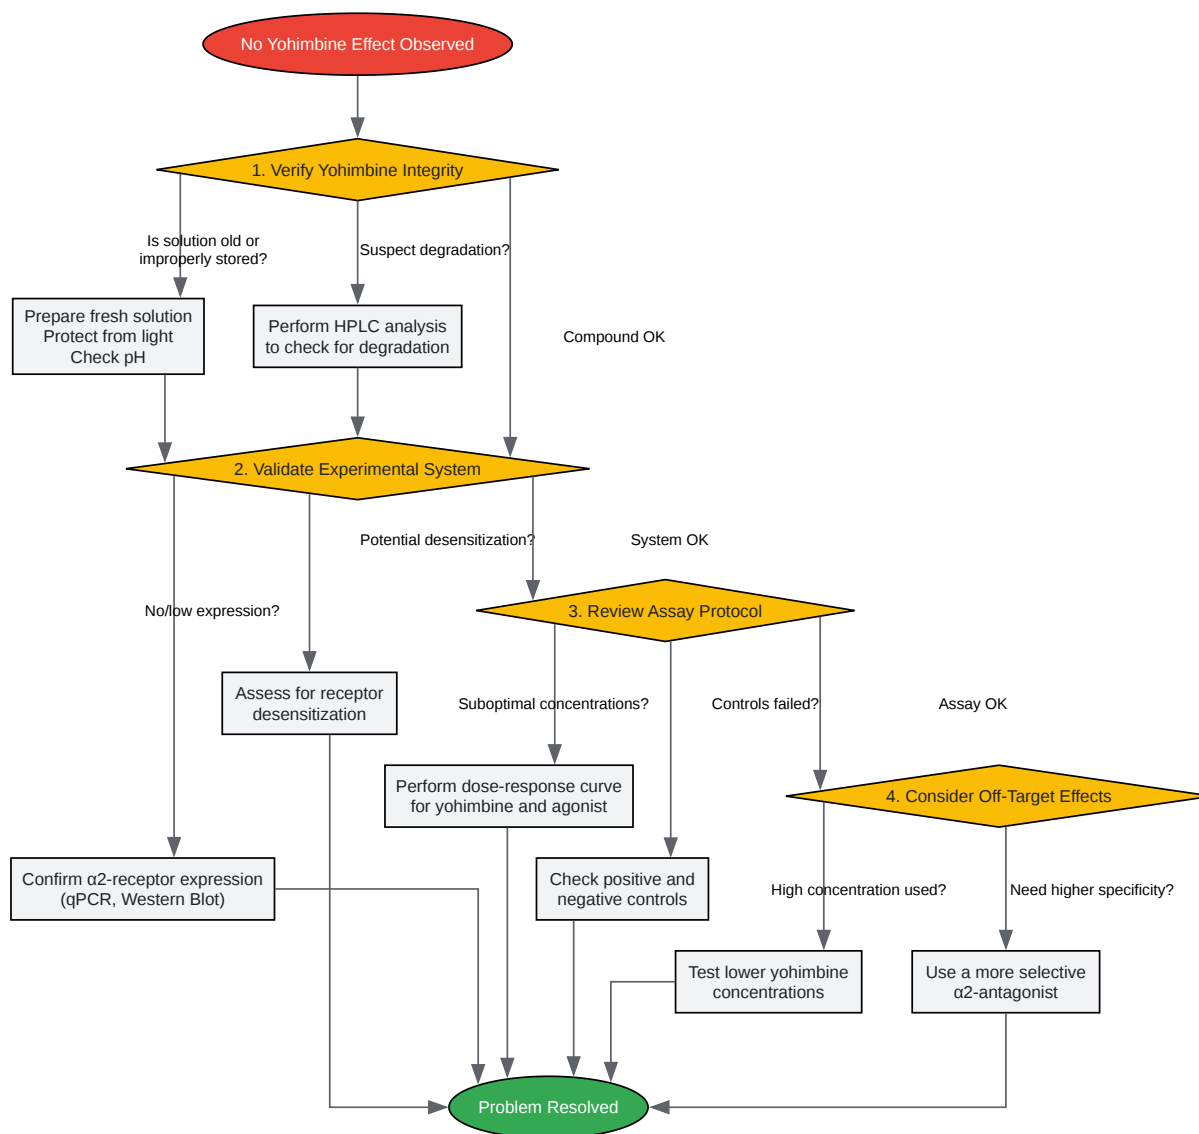 No Yohimbine Effect Observed
1. Verify Yohimbine Integrity
Is solution old or
improperly stored?
Suspect degradation?
Prepare fresh solution
Protect from light
Check pH
Perform HPLC analysis
to check for degradation
Compound OK
2. Validate Experimental System
Potential desensitization?
System OK
No/low expression?
3. Review Assay Protocol
Assess for receptor
desensitization
Suboptimal concentrations?
Controls failed?
Assay OK
Perform dose-response curve
for yohimbine and agonist
4. Consider Off-Target Effects
Confirm α2-receptor expression
(qPCR, Western Blot)
Check positive and
negative controls
High concentration used?
Need higher specificity?
Test lower yohimbine
concentrations
Use a more selective
α2-antagonist
Problem Resolved